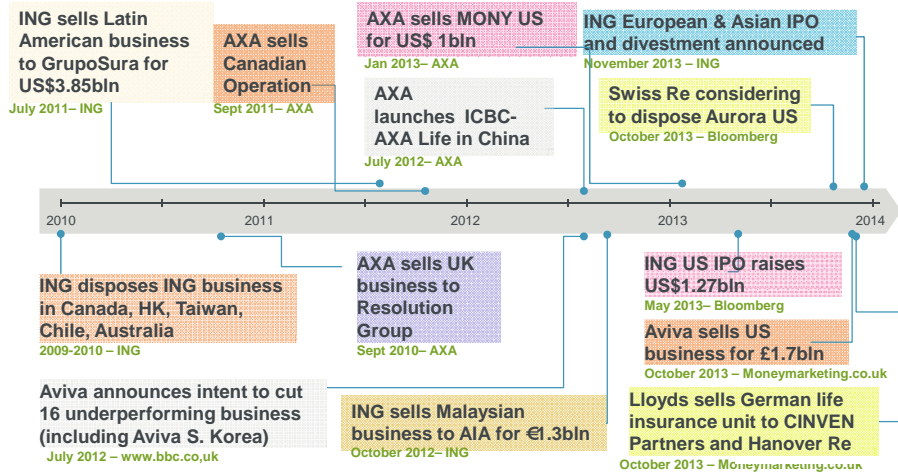 ING sells Latin
American business
to GrupoSura for
US$3.85bln
July 2011– ING
AXA sells
Canadian
Operation
Sept 2011– AXA
AXA sells MONY US
for US$ 1bln
Jan 2013– AXA
ING European & Asian IPO
and divestment announced
November 2013 – ING
AXA
launches ICBC-
AXA Life in China
July 2012– AXA
Swiss Re considering
to dispose Aurora US
October 2013 – Bloomberg
2010
2011
2012
2013
2014
ING disposes ING business
in Canada, HK, Taiwan,
Chile, Australia
2009-2010 – ING
AXA sells UK
business to
Resolution
Group
Sept 2010– AXA
ING US IPO raises
US$1.27bln
May 2013– Bloomberg
Aviva sells US
business for £1.7bln
October 2013 – Moneymarketing.co.uk
Aviva announces intent to cut
16 underperforming business
(including Aviva S. Korea)
July 2012 – www.bbc.co,uk
ING sells Malaysian
business to AIA for €1.3bln
October 2012– ING
Lloyds sells German life
insurance unit to CINVEN
Partners and Hanover Re
October 2013 – Moneymarketing.co.uk